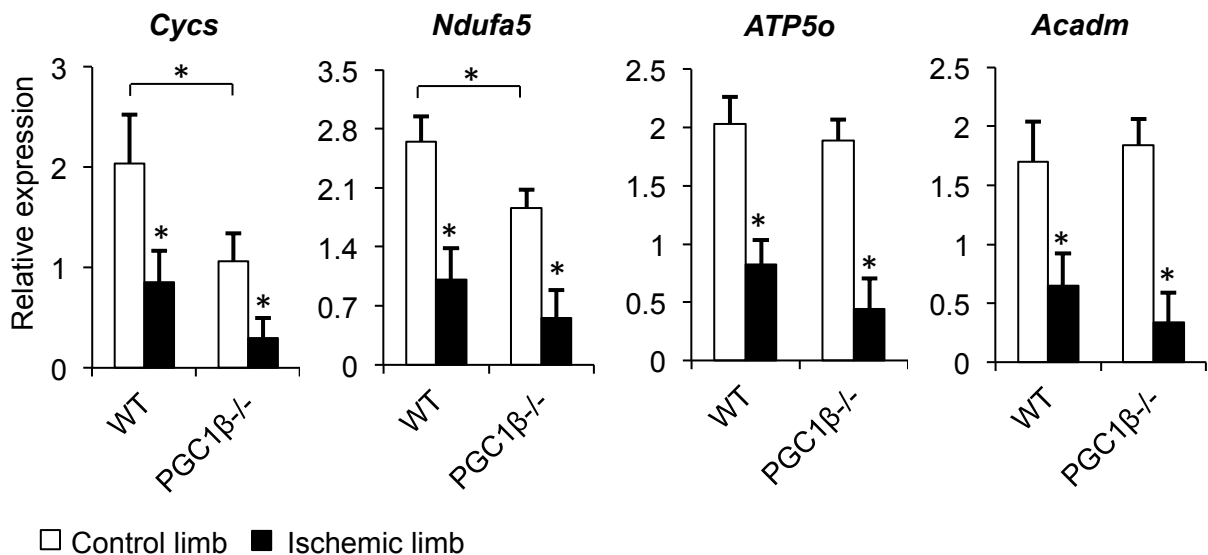 Cycs
Ndufa5
ATP5o
Acadm
Relative expression
3
2
1
0
*
*
*
WT
PGC1β-/-
3.5
2.8
2.1
1.4
0.7
0
*
*
*
WT
PGC1β-/-
2.5
2
1.5
1
0.5
0
*
*
WT
PGC1β-/-
2.5
2
1.5
1
0.5
0
*
*
WT
PGC1β-/-
Control limb
Ischemic limb